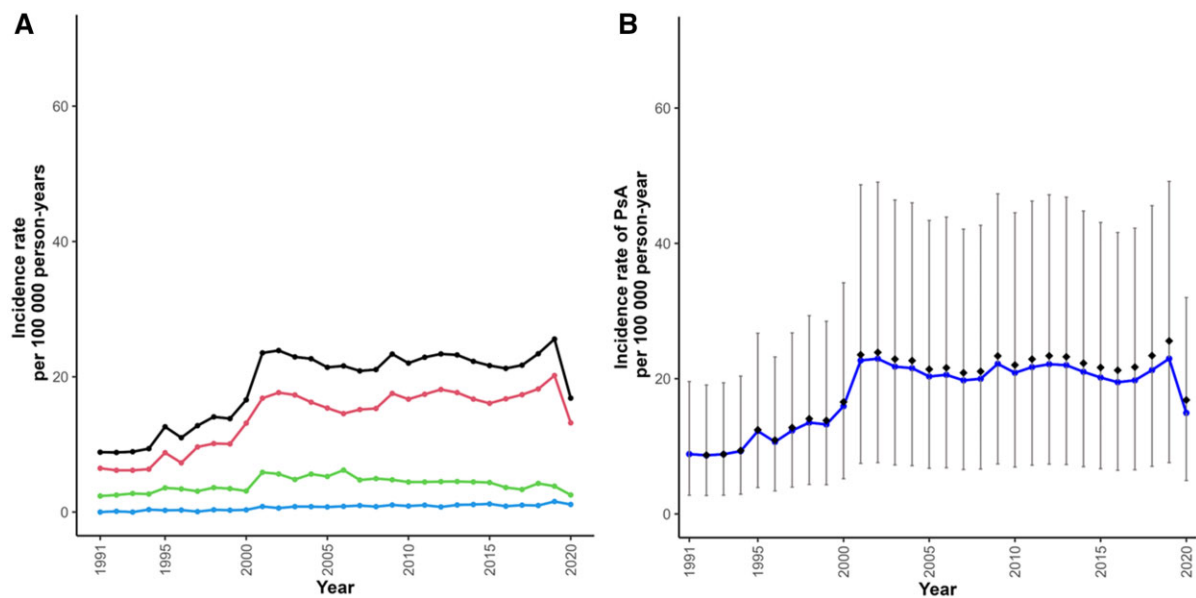 A
Incidence rate
per 100 000 person-years
60
40
20
0
1991
1995
2000
2005
2010
2015
2020
Year
B
Incidence rate of PsA
per 100 000 person-year
60
40
20
0
1991
1995
2000
2005
2010
2015
2020
Year